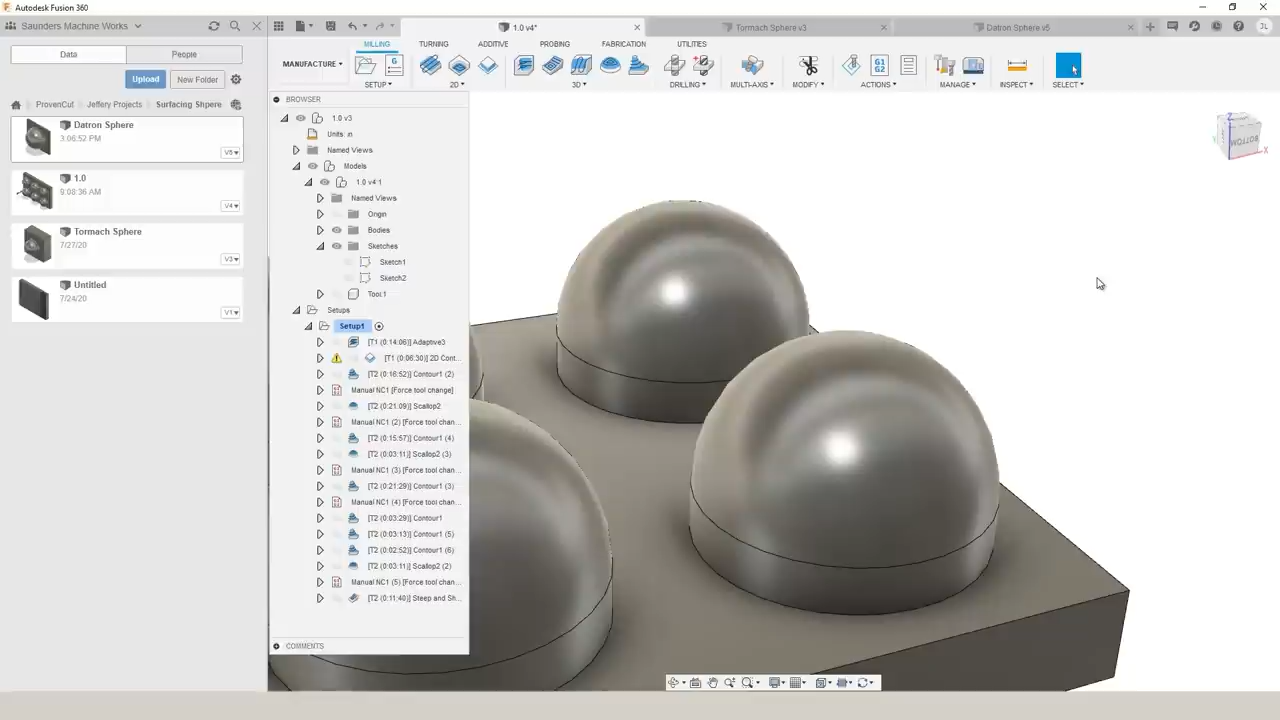 Autodesk Fusion 360
Saunders Machine Works
1.0 v4*
Tormach Sphere v3
Datron Sphere v5
JL
Data
People
MILLING
TURNING
ADDITIVE
PROBING
FABRICATION
UTILITIES
MANUFACTURE
G
G1
G2
Upload
New Folder
SETUP
2D
3D
DRILLING
MULTI-AXIS
MODIFY
ACTIONS
MANAGE
INSPECT
SELECT
ProvenCut
Jeffery Projects
Surfacing Shpere
BROWSER
Datron Sphere
3:06:52 PM
V5
1.0
9:08:36 AM
V4
Tormach Sphere
7/27/20
V3
Untitled
7/24/20
V1
1.0 v3
Units: in
Named Views
Models
1.0 v4:1
Named Views
Origin
Bodies
Sketches
Sketch1
Sketch2
Tool1
Setups
Setup1
[T1 (0:14:06)] Adaptive3
[T1 (0:06:30)] 2D Cont...
[T2 (0:16:52)] Contour1 (2)
Manual NC1 [Force tool change]
[T2 (0:21:09)] Scallop2
Manual NC1 (2) [Force tool chan...
[T2 (0:15:57)] Contour1 (4)
[T2 (0:03:11)] Scallop2 (3)
Manual NC1 (3) [Force tool chan...
[T2 (0:21:29)] Contour1 (3)
Manual NC1 (4) [Force tool chan...
[T2 (0:03:29)] Contour1
[T2 (0:03:13)] Contour1 (5)
[T2 (0:02:52)] Contour1 (6)
[T2 (0:03:11)] Scallop2 (2)
Manual NC1 (5) [Force tool chan...
[T2 (0:11:40)] Steep and Sh...
COMMENTS
Z
BOTTOM
X